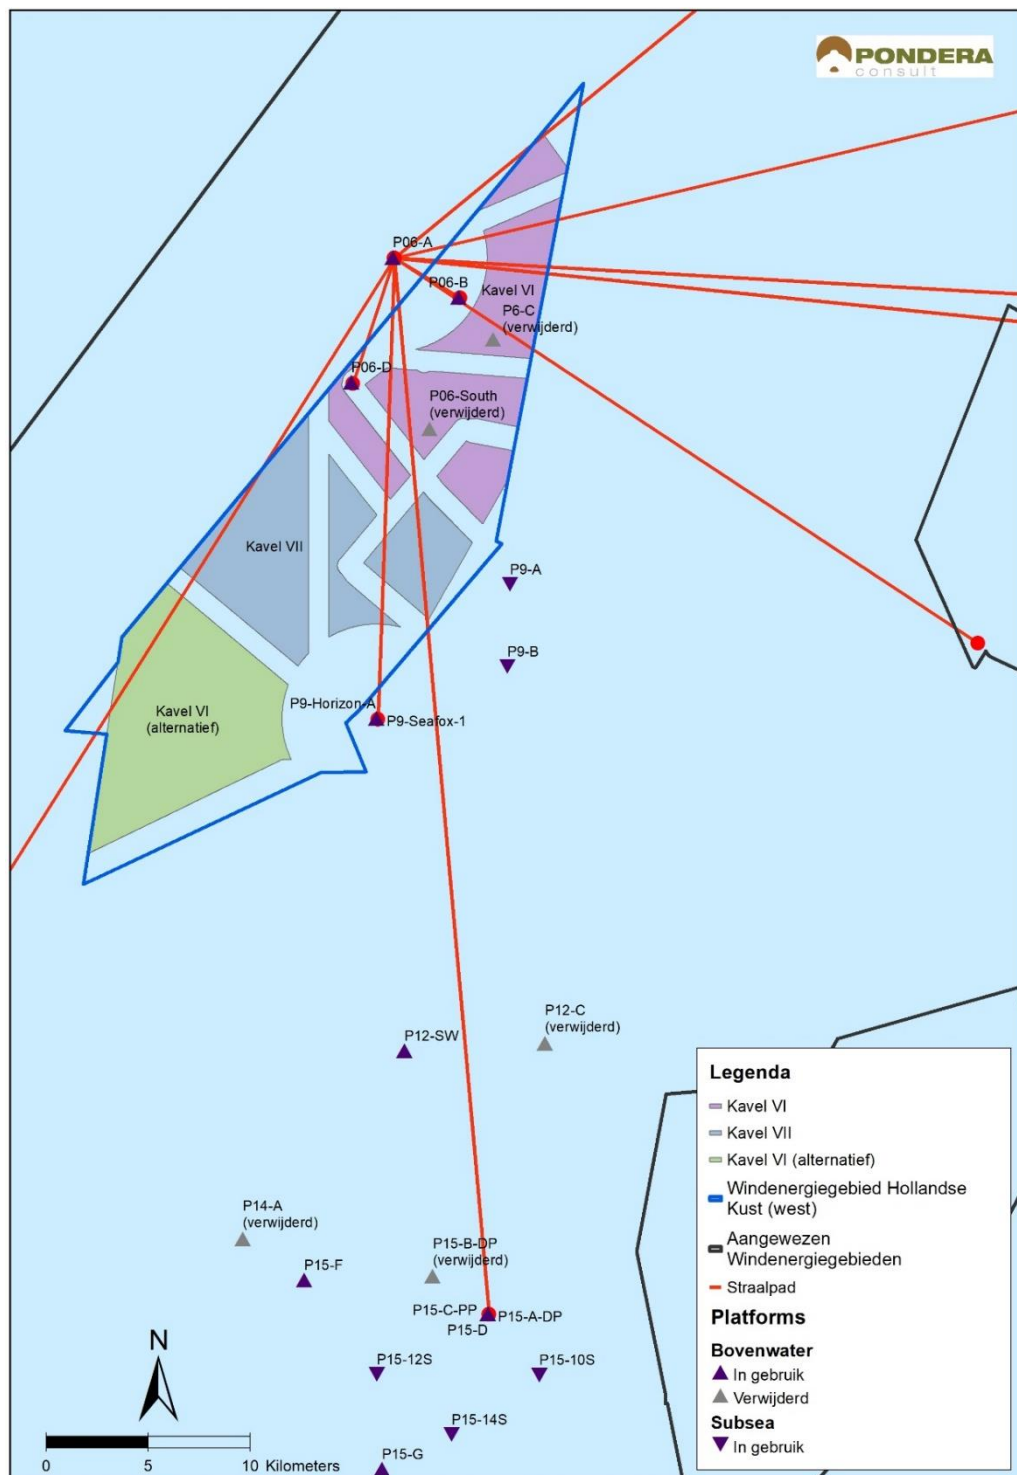 PONDERA
consult
P06-A
P06-B
Kavel VI
P6-C
(verwijderd)
P06-D
P06-South
(verwijderd)
Kavel VII
P9-A
P9-B
P9-Horizon-A
P9-Seafox-1
Kavel VI
(alternatief)
P12-SW
P12-C
(verwijderd)
P14-A
(verwijderd)
P15-F
P15-B-DP
(verwijderd)
P15-C-PP
P15-A-DP
P15-D
P15-12S
P15-10S
P15-14S
P15-G
N
0 5 10 Kilometers
Legenda
Kavel VI
Kavel VII
Kavel VI (alternatief)
Windenergiegebied Hollandse
Kust (west)
Aangewezen
Windenergiegebieden
Straalpad
Platforms
Bovenwater
In gebruik
Verwijderd
Subsea
In gebruik